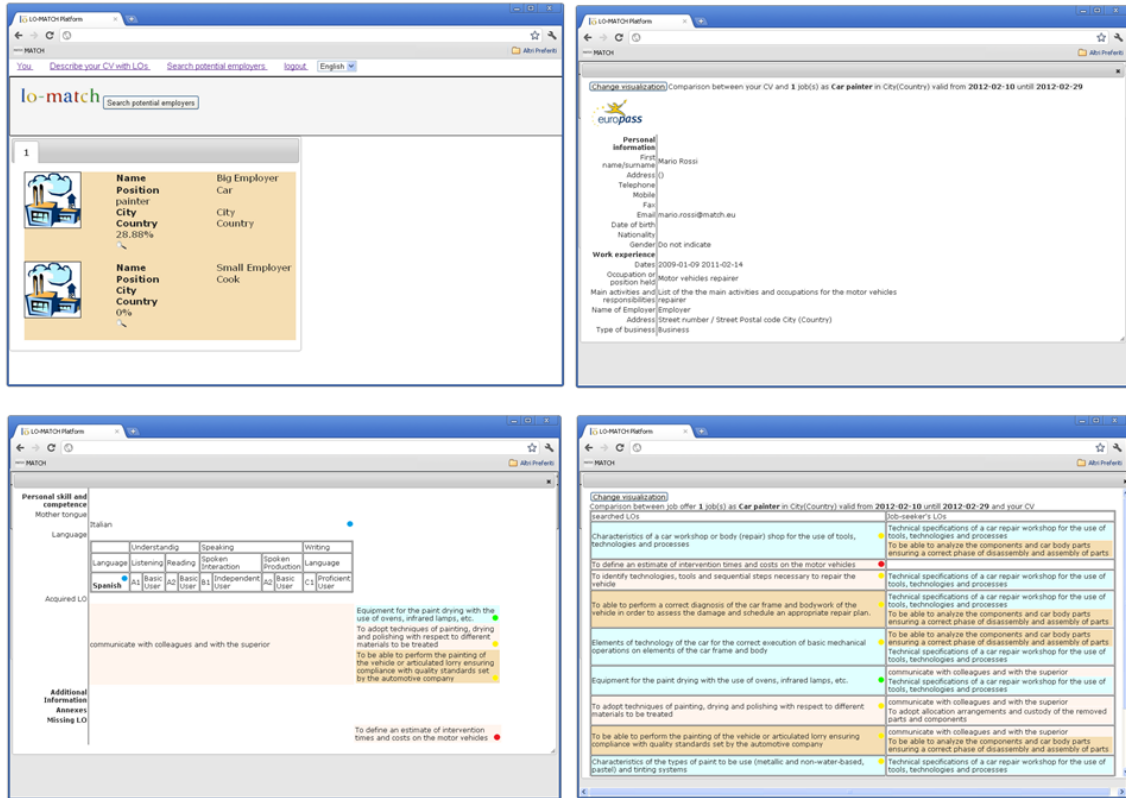 LO-MATCH Platform
MATCH
Altri Preferiti
You Describe your CV with LOs Search potential employers logout English
lo-match Search potential employers
1
Name Big Employer
Position Car
painter
City City
Country Country
28.88%
Name Small Employer
Position Cook
City
Country
0%
LO-MATCH Platform
MATCH
Altri Preferiti
Change visualization Comparison between your CV and 1 job(s) as Car painter in City(Country) valid from 2012-02-10 untill 2012-02-29
europass
Personal
information
First
name/surname Mario Rossi
Address ()
Telephone
Mobile
Fax
Email mario.rossi@match.eu
Date of birth
Nationality
Gender Do not indicate
Work experience
Dates 2009-01-09 2011-02-14
Occupation or
position held Motor vehicles repairer
Main activities and List of the the main activities and occupations for the motor vehicles
responsibilities repairer
Name of Employer Employer
Address Street number / Street Postal code City (Country)
Type of business Business
LO-MATCH Platform
MATCH
Altri Preferiti
Personal skill and
competence
Mother tongue
Italian
Language
Understandig Speaking Writing
Language Listening Reading Spoken Interaction Spoken Production Language
Spanish A1 Basic User A2 Basic User B1 Independent User A2 Basic User C1 Proficient User
Acquired LO
communicate with colleagues and with the superior
Equipment for the paint drying with the
use of ovens, infrared lamps, etc.
To adopt techniques of painting, drying
and polishing with respect to different
materials to be treated
To be able to perform the painting of
the vehicle or articulated lorry ensuring
compliance with quality standards set
by the automotive company
Additional
Information
Annexes
Missing LO
To define an estimate of intervention
times and costs on the motor vehicles
LO-MATCH Platform
MATCH
Altri Preferiti
Change visualization
Comparison between job offer 1 job(s) as Car painter in City(Country) valid from 2012-02-10 untill 2012-02-29 and your CV
searched LOs Job-seeker's LOs
Characteristics of a car workshop or body (repair) shop for the use of tools,
technologies and processes
Technical specifications of a car repair workshop for the use of
tools, technologies and processes
To be able to analyze the components and car body parts
ensuring a correct phase of disassembly and assembly of parts
To define an estimate of intervention times and costs on the motor vehicles
To identify technologies, tools and sequential steps necessary to repair the
vehicle
Technical specifications of a car repair workshop for the use of
tools, technologies and processes
To able to perform a correct diagnosis of the car frame and bodywork of the
vehicle in order to assess the damage and schedule an appropriate repair plan.
Technical specifications of a car repair workshop for the use of
tools, technologies and processes
To be able to analyze the components and car body parts
ensuring a correct phase of disassembly and assembly of parts
Elements of technology of the car for the correct execution of basic mechanical
operations on elements of the car frame and body
To be able to analyze the components and car body parts
ensuring a correct phase of disassembly and assembly of parts
Technical specifications of a car repair workshop for the use of
tools, technologies and processes
Equipment for the paint drying with the use of ovens, infrared lamps, etc.
communicate with colleagues and with the superior
Technical specifications of a car repair workshop for the use of
tools, technologies and processes
To adopt techniques of painting, drying and polishing with respect to different
materials to be treated
communicate with colleagues and with the superior
To adopt allocation arrangements and custody of the removed
parts and components
To be able to perform the painting of the vehicle or articulated lorry ensuring
compliance with quality standards set by the automotive company
communicate with colleagues and with the superior
To be able to analyze the components and car body parts
ensuring a correct phase of disassembly and assembly of parts
Characteristics of the types of paint to be use (metallic and non-water-based,
pastel) and tinting systems
Technical specifications of a car repair workshop for the use of
tools, technologies and processes